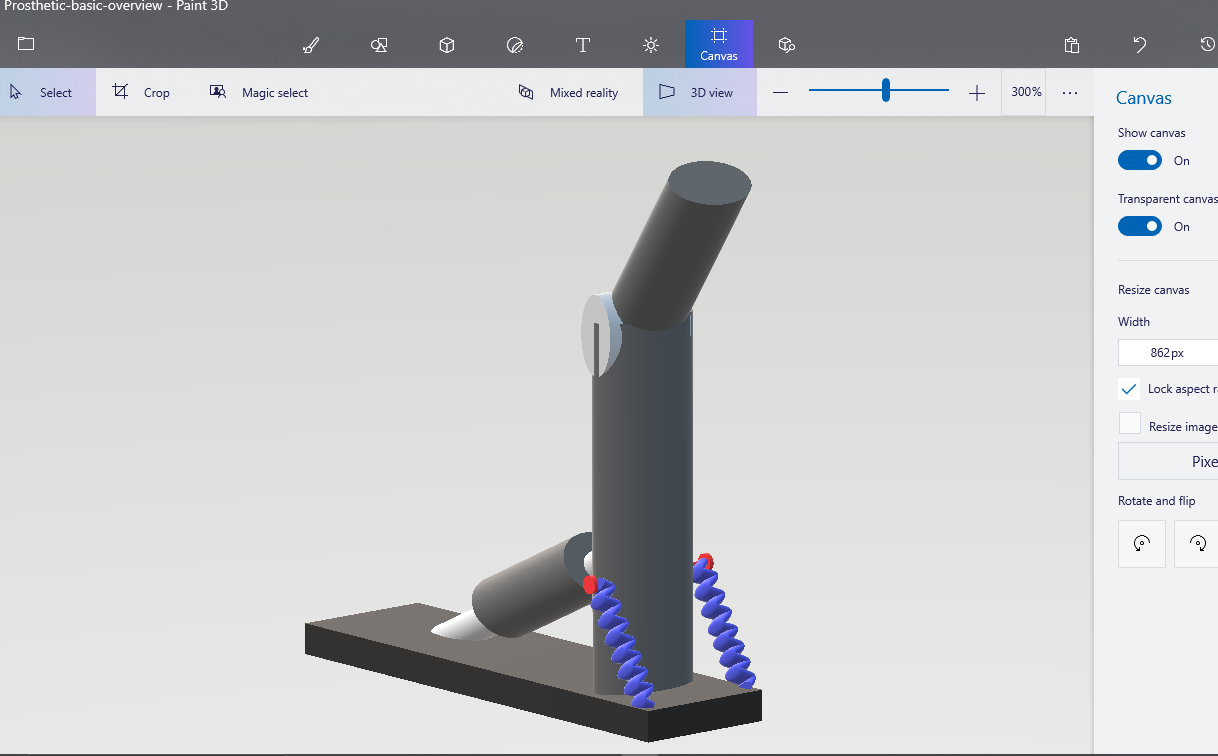 Prosthetic-basic-overview - Paint 3D
Canvas
Select
Crop
Magic select
Mixed reality
3D view
300%
Canvas
Show canvas
On
Transparent canvas
On
Resize canvas
Width
862px
Lock aspect r
Resize image
Pixe
Rotate and flip